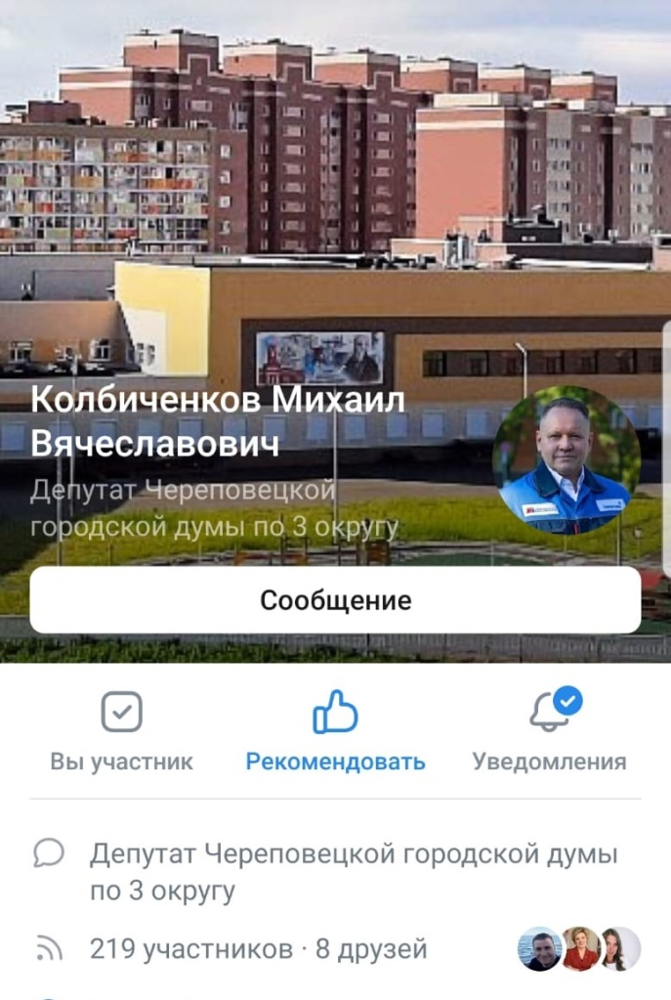 Колбиченков Михаил
Вячеславович
Депутат Череповецкой
городской думы по 3 округу
Сообщение
Вы участник
Рекомендовать
Уведомления
Депутат Череповецкой городской думы
по 3 округу
219 участников · 8 друзей